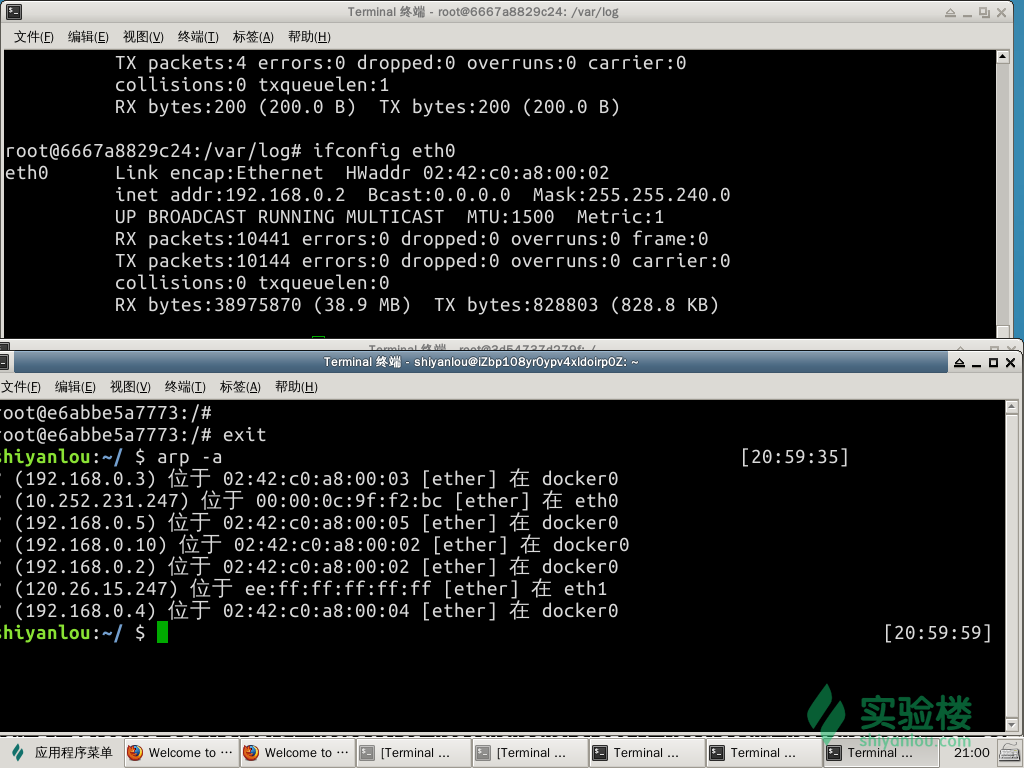 Terminal 终端 - root@6667a8829c24: /var/log
文件(F) 编辑(E) 视图(V) 终端(T) 标签(A) 帮助(H)
TX packets:4 errors:0 dropped:0 overruns:0 carrier:0
collisions:0 txqueuelen:1
RX bytes:200 (200.0 B)  TX bytes:200 (200.0 B)
root@6667a8829c24:/var/log# ifconfig eth0
eth0      Link encap:Ethernet  HWaddr 02:42:c0:a8:00:02
inet addr:192.168.0.2  Bcast:0.0.0.0  Mask:255.255.240.0
UP BROADCAST RUNNING MULTICAST  MTU:1500  Metric:1
RX packets:10441 errors:0 dropped:0 overruns:0 frame:0
TX packets:10144 errors:0 dropped:0 overruns:0 carrier:0
collisions:0 txqueuelen:0
RX bytes:38975870 (38.9 MB)  TX bytes:828803 (828.8 KB)
Terminal 终端 - root@3d54737d279f: /
Terminal 终端 - shiyanlou@iZbp108yr0ypv4xldoirp0Z: ~
文件(F) 编辑(E) 视图(V) 终端(T) 标签(A) 帮助(H)
root@e6abbe5a7773:/#
root@e6abbe5a7773:/# exit
shiyanlou:~/ $ arp -a [20:59:35]
? (192.168.0.3) 位于 02:42:c0:a8:00:03 [ether] 在 docker0
? (10.252.231.247) 位于 00:00:0c:9f:f2:bc [ether] 在 eth0
? (192.168.0.5) 位于 02:42:c0:a8:00:05 [ether] 在 docker0
? (192.168.0.10) 位于 02:42:c0:a8:00:02 [ether] 在 docker0
? (192.168.0.2) 位于 02:42:c0:a8:00:02 [ether] 在 docker0
? (120.26.15.247) 位于 ee:ff:ff:ff:ff:ff [ether] 在 eth1
? (192.168.0.4) 位于 02:42:c0:a8:00:04 [ether] 在 docker0
shiyanlou:~/ $ [20:59:59]
实验楼
shiyanlou.com
应用程序菜单 Welcome to ... Welcome to ... [Terminal ... [Terminal ... Terminal ... Terminal ... Terminal ... 21:00